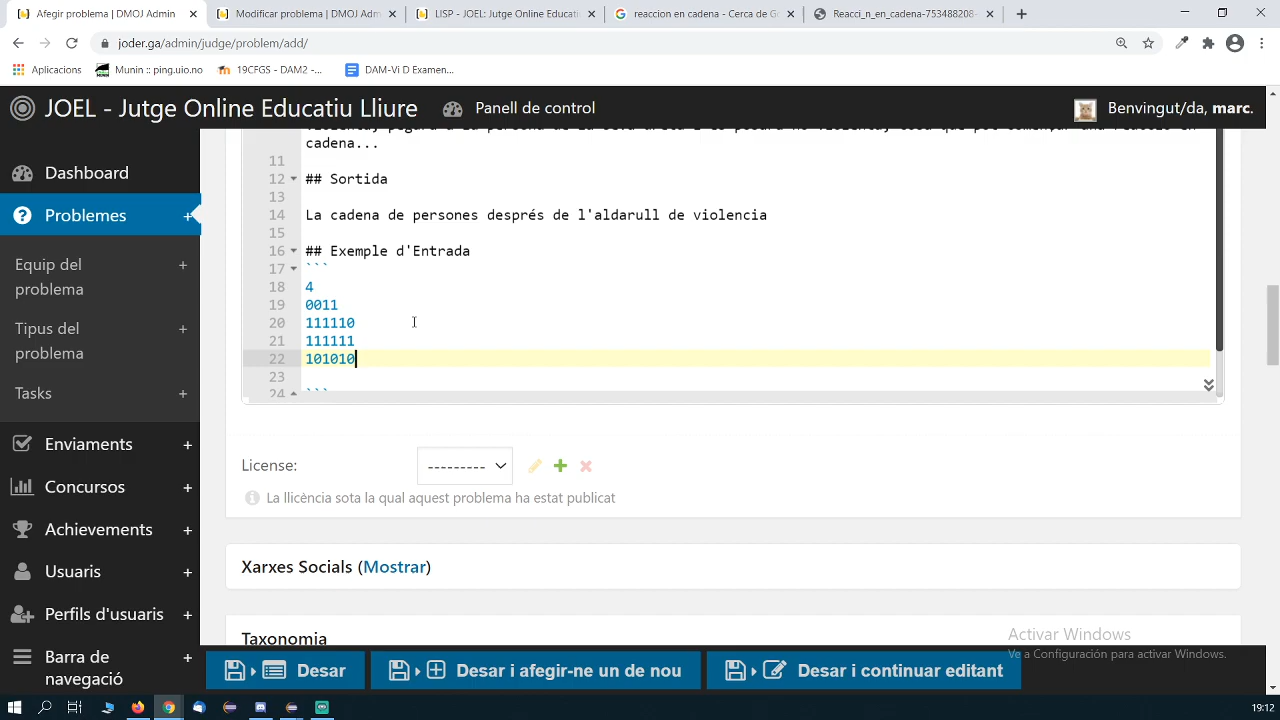 Afegir problema | DMOJ Admin
Modificar problema | DMOJ Adm
LISP - JOEL: Jutge Online Educati
reaccion en cadena - Cerca de G
Reacci_n_en_cadena-753488208-
joder.ga/admin/judge/problem/add/
Aplicacions
Munin :: ping.uio.no
19CFGS - DAM2 -...
DAM-Vi D Examen...
JOEL - Jutge Online Educatiu Lliure
Panell de control
Benvingut/da, marc.
Dashboard
Problemes +
Equip del problema +
Tipus del problema +
Tasks +
Enviaments +
Concursos +
Achievements +
Usuaris +
Perfils d'usuaris +
Barra de navegació +
cadena...
11
12 ## Sortida
13
14 La cadena de persones després de l'aldarull de violencia
15
16 ## Exemple d'Entrada
17 ```
18 4
19 0011
20 111110
21 111111
22 101010
23
24 ```
License:
---------
La llicència sota la qual aquest problema ha estat publicat
Xarxes Socials (Mostrar)
Taxonomia
Activar Windows
Ve a Configuración para activar Windows.
Desar
Desar i afegir-ne un de nou
Desar i continuar editant
19:12